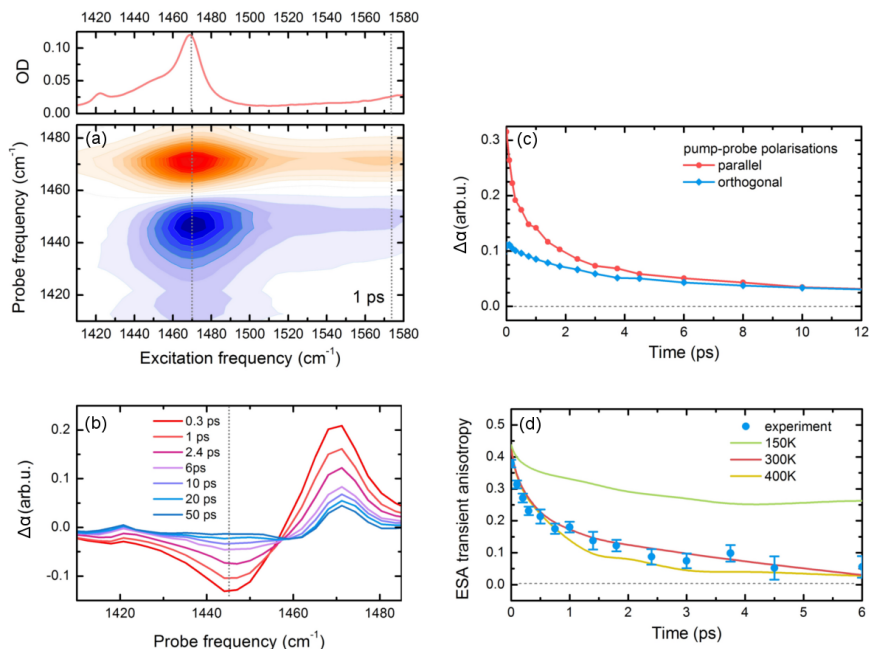 1420 1440 1460 1480 1500 1520 1540 1560 1580
OD
0.10
0.05
0.00
(a)
Probe frequency (cm⁻¹)
1480
1460
1440
1420
1 ps
1420 1440 1460 1480 1500 1520 1540 1560 1580
Excitation frequency (cm⁻¹)
(b)
Δα(arb.u.)
0.2
0.1
0.0
-0.1
0.3 ps
1 ps
2.4 ps
6ps
10 ps
20 ps
50 ps
1420 1440 1460 1480
Probe frequency (cm⁻¹)
(c)
Δα(arb.u.)
0.3
0.2
0.1
0.0
pump-probe polarisations
parallel
orthogonal
0 2 4 6 8 10 12
Time (ps)
(d)
ESA transient anisotropy
0.5
0.4
0.3
0.2
0.1
0.0
experiment
150K
300K
400K
0 1 2 3 4 5 6
Time (ps)